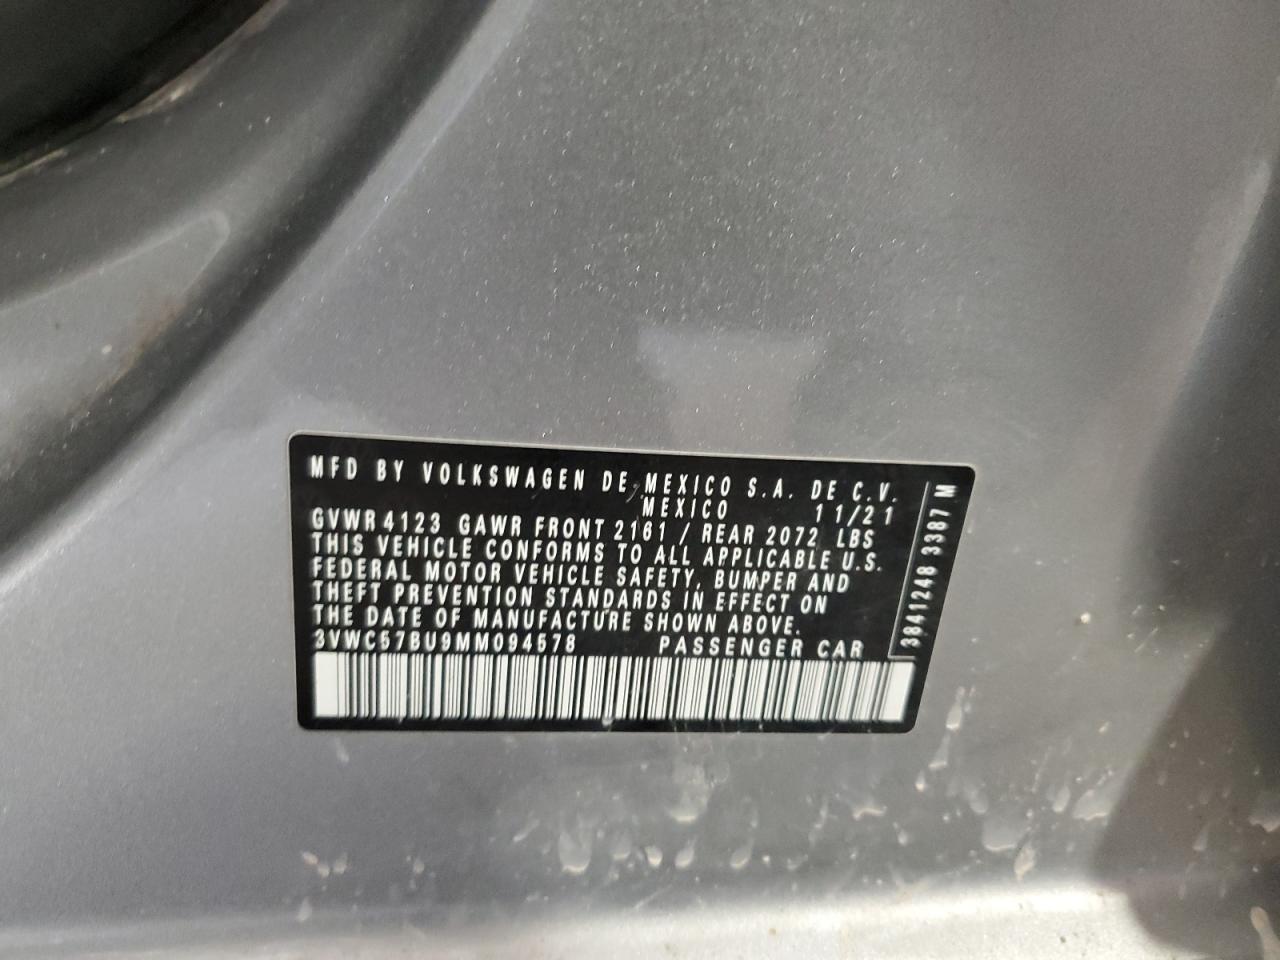 MFD BY VOLKSWAGEN DE MEXICO S.A. DE C.V.
MEXICO 11/21
GVWR 4123 GAWR FRONT 2161 / REAR 2072 LBS
THIS VEHICLE CONFORMS TO ALL APPLICABLE U.S.
FEDERAL MOTOR VEHICLE SAFETY, BUMPER AND
THEFT PREVENTION STANDARDS IN EFFECT ON
THE DATE OF MANUFACTURE SHOWN ABOVE.
3VWC57BU9MM094578 PASSENGER CAR
3841248 3387 M